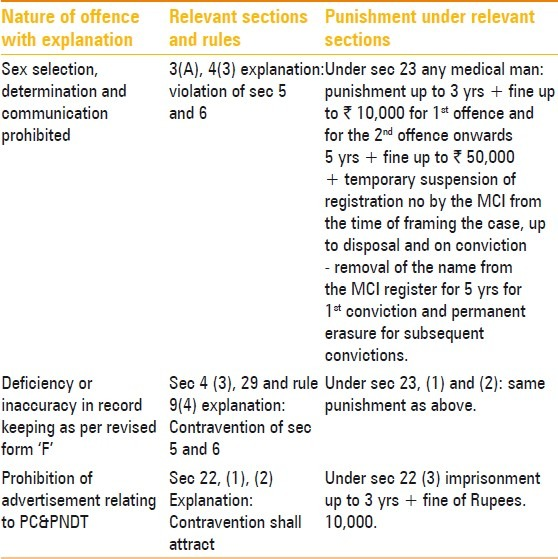 Nature of offence
with explanation
Relevant sections
and rules
Punishment under relevant
sections
Sex selection,
determination and
communication
prohibited
3(A), 4(3) explanation:
violation of sec 5
and 6
Under sec 23 any medical man:
punishment up to 3 yrs + fine up
to ₹ 10,000 for 1st offence and
for the 2nd offence onwards
5 yrs + fine up to ₹ 50,000
+ temporary suspension of
registration no by the MCI from
the time of framing the case, up
to disposal and on conviction
- removal of the name from
the MCI register for 5 yrs for
1st conviction and permanent
erasure for subsequent
convictions.
Deficiency or
inaccuracy in record
keeping as per revised
form ‘F’
Sec 4 (3), 29 and rule
9(4) explanation:
Contravention of sec
5 and 6
Under sec 23, (1) and (2): same
punishment as above.
Prohibition of
advertisement relating
to PC&PNDT
Sec 22, (1), (2)
Explanation:
Contravention shall
attract
Under sec 22 (3) imprisonment
up to 3 yrs + fine of Rupees.
10,000.